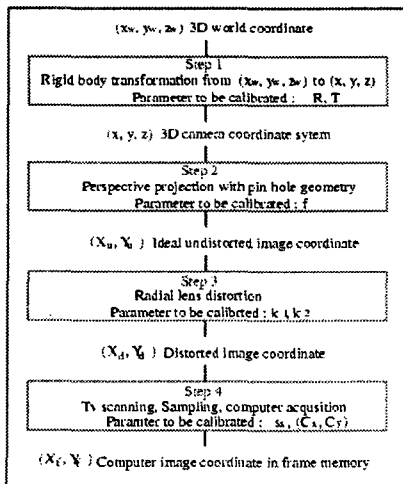 (xw, yw, zw) 3D world coordinate
Step 1
Rigid body transformation from (xw, yw, zw) to (x, y, z)
Parameter to be calibrated : R, T
(x, y, z) 3D camera coordinate sytem
Step 2
Perspective projection with pin hole geometry
Parameter to be calibrated : f
(Xu, Yu) Ideal undistorted image coordinate
Step 3
Radial lens distortion
Parameter to be calibrted : k1, k2
(Xd, Yd) Distorted image coordinate
Step 4
Tv scanning, Sampling, computer acqusition
Paramter to be calibrated : sx, (Cx, Cy)
(Xf, Yf) Computer image coordinate in frame memory